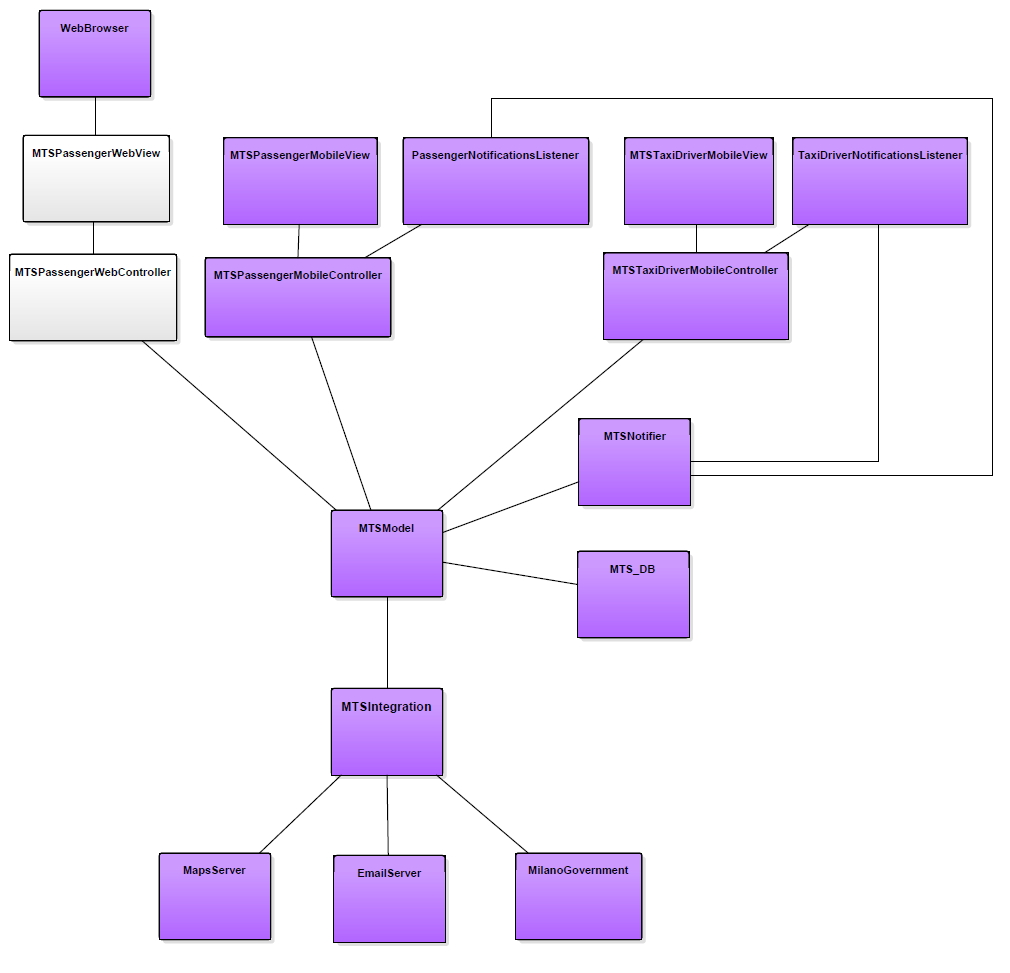 WebBrowser
MTSPassengerWebView
MTSPassengerMobileView
PassengerNotificationsListener
MTSTaxiDriverMobileView
TaxiDriverNotificationsListener
MTSPassengerWebController
MTSPassengerMobileController
MTSTaxiDriverMobileController
MTSNotifier
MTSModel
MTS_DB
MTSIntegration
MapsServer
EmailServer
MilanoGovernment